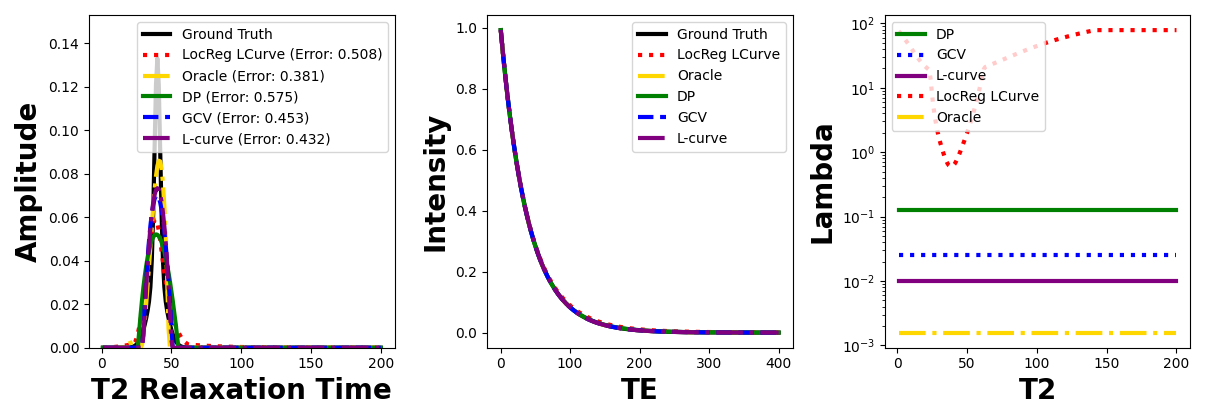 Amplitude
0.14
0.12
0.10
0.08
0.06
0.04
0.02
0.00
Ground Truth
LocReg LCurve (Error: 0.508)
Oracle (Error: 0.381)
DP (Error: 0.575)
GCV (Error: 0.453)
L-curve (Error: 0.432)
0 50 100 150 200
T2 Relaxation Time
Intensity
1.0
0.8
0.6
0.4
0.2
0.0
Ground Truth
LocReg LCurve
Oracle
DP
GCV
L-curve
0 100 200 300 400
TE
Lambda
10²
10¹
10⁰
10⁻¹
10⁻²
10⁻³
DP
GCV
L-curve
LocReg LCurve
Oracle
0 50 100 150 200
T2